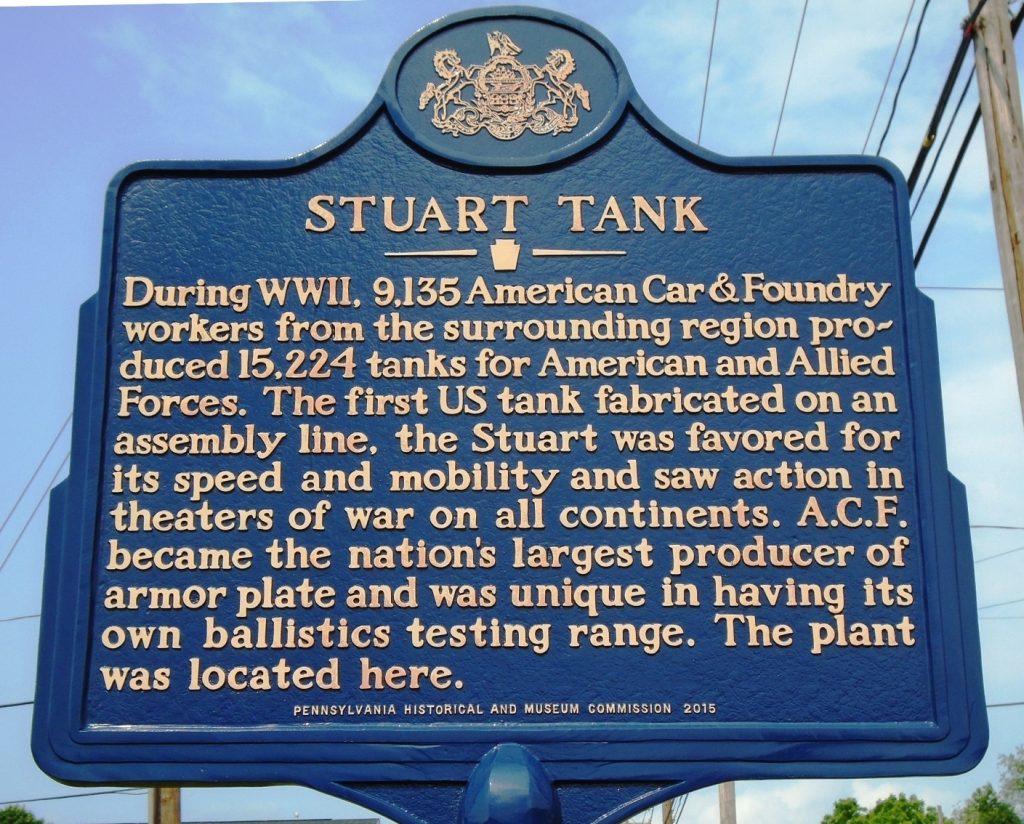 STUART TANK
During WWII, 9,135 American Car & Foundry
workers from the surrounding region pro-
duced 15,224 tanks for American and Allied
Forces. The first US tank fabricated on an
assembly line, the Stuart was favored for
its speed and mobility and saw action in
theaters of war on all continents. A.C.F.
became the nation's largest producer of
armor plate and was unique in having its
own ballistics testing range. The plant
was located here.
PENNSYLVANIA HISTORICAL AND MUSEUM COMMISSION 2015